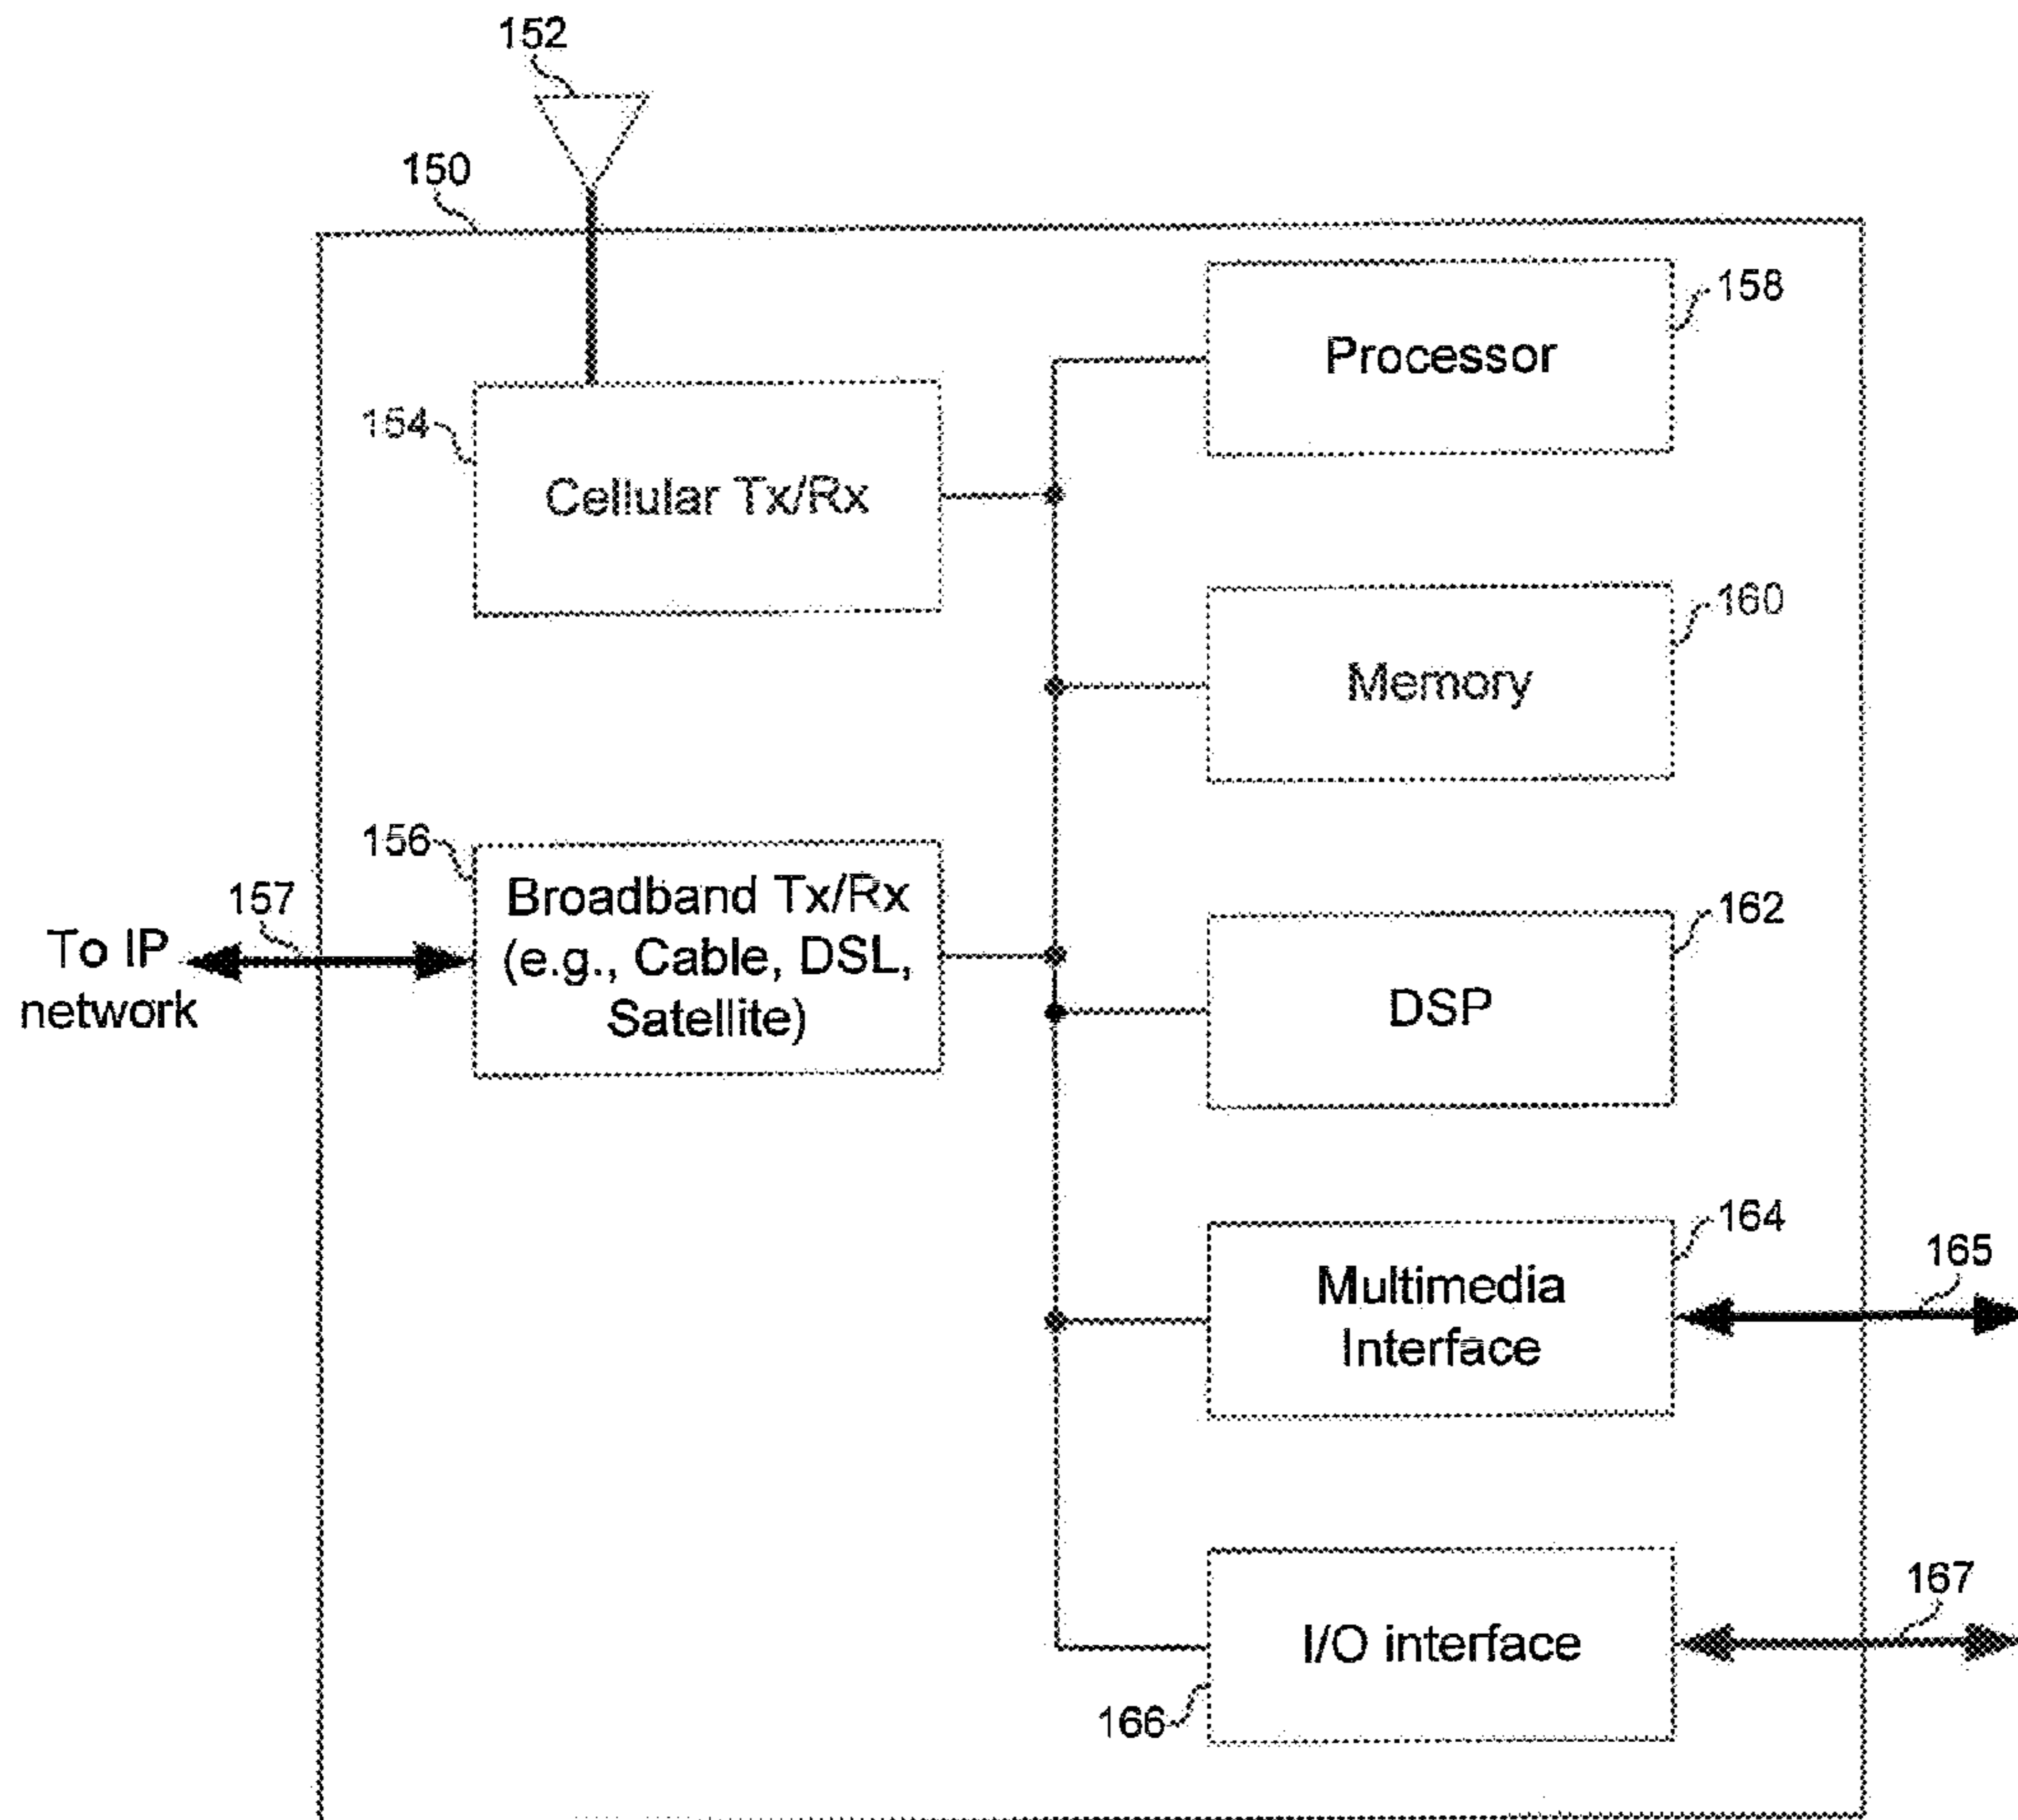 152
150
158
Processor
154
Cellular Tx/Rx
160
Memory
156
Broadband Tx/Rx
(e.g., Cable, DSL,
Satellite)
157
To IP
network
162
DSP
164
Multimedia
Interface
165
167
I/O interface
166